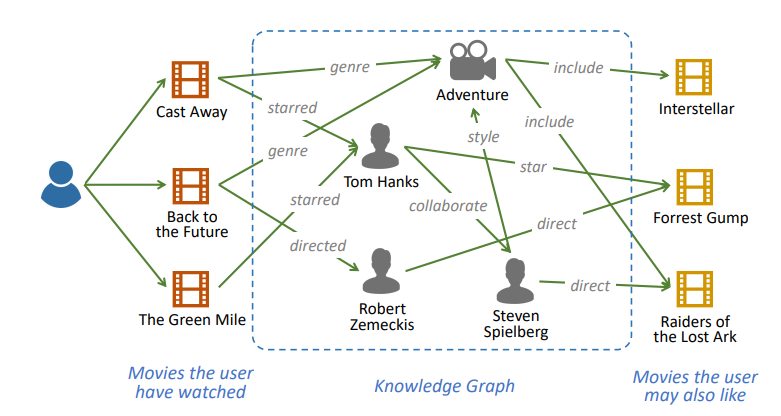 Cast Away
Back to
the Future
The Green Mile
genre
starred
genre
starred
directed
Adventure
Tom Hanks
Robert
Zemeckis
Steven
Spielberg
style
collaborate
include
include
star
direct
direct
Interstellar
Forrest Gump
Raiders of
the Lost Ark
Movies the user
have watched
Knowledge Graph
Movies the user
may also like